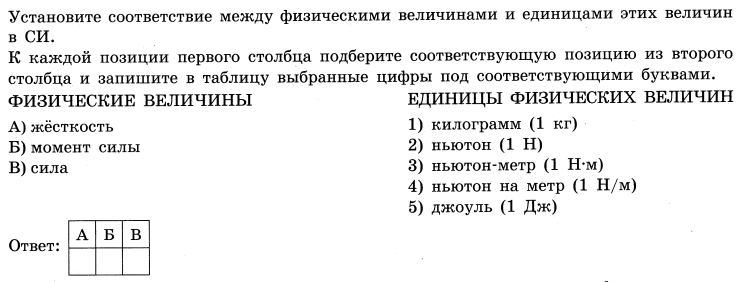 Установите соответствие между физическими величинами и единицами этих величин
в СИ.
К каждой позиции первого столбца подберите соответствующую позицию из второго
столбца и запишите в таблицу выбранные цифры под соответствующими буквами.
ФИЗИЧЕСКИЕ ВЕЛИЧИНЫ
А) жёсткость
Б) момент силы
В) сила
ЕДИНИЦЫ ФИЗИЧЕСКИХ ВЕЛИЧИН
1) килограмм (1 кг)
2) ньютон (1 Н)
3) ньютон-метр (1 Н·м)
4) ньютон на метр (1 Н/м)
5) джоуль (1 Дж)
Ответ:
А Б В